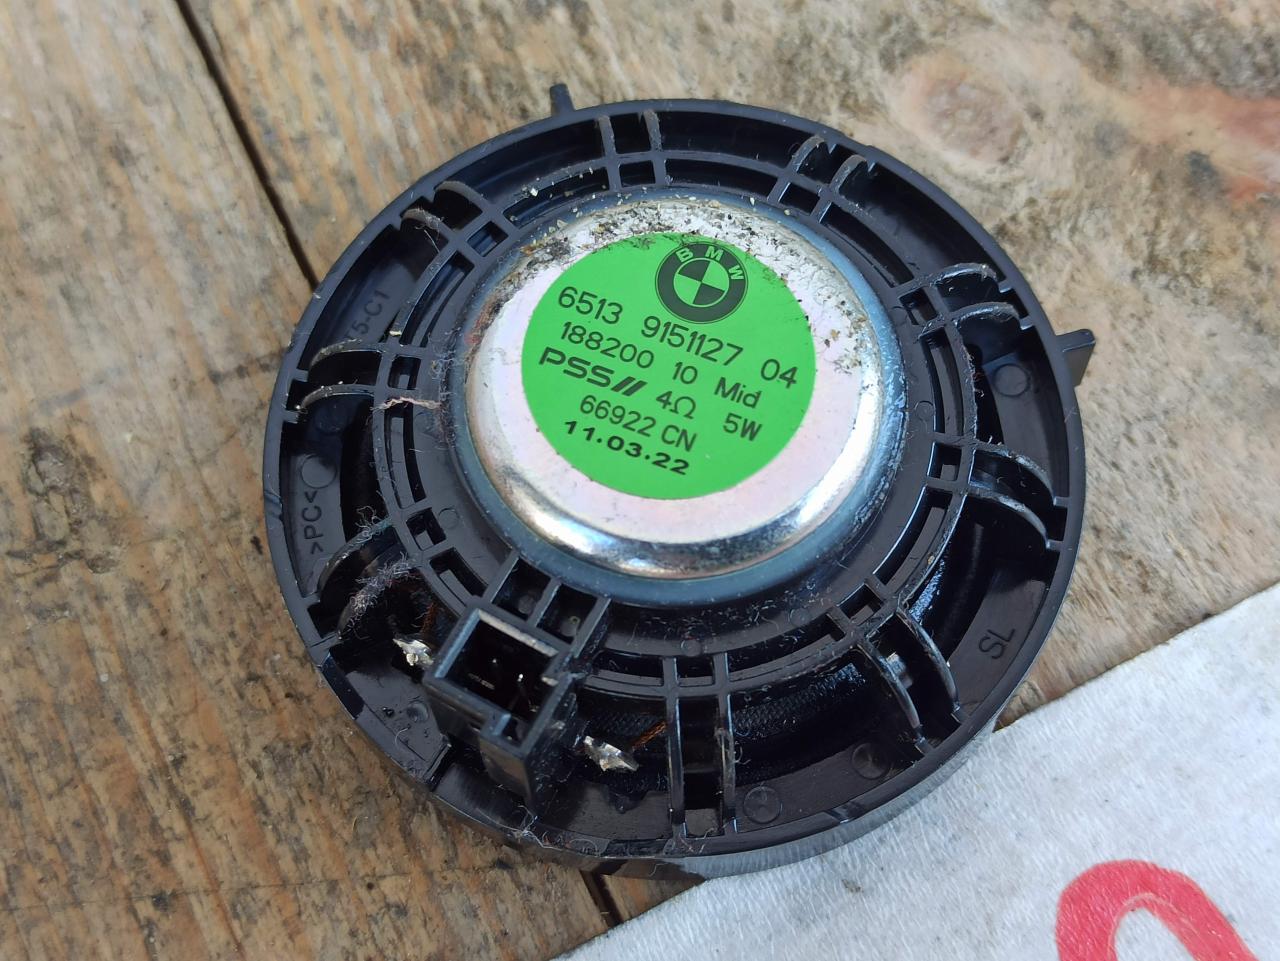 BMW
6513 9151127 04
188200 10 Mid
PSS// 4Ω 5W
66922 CN
11.03.22
>PC<
SL